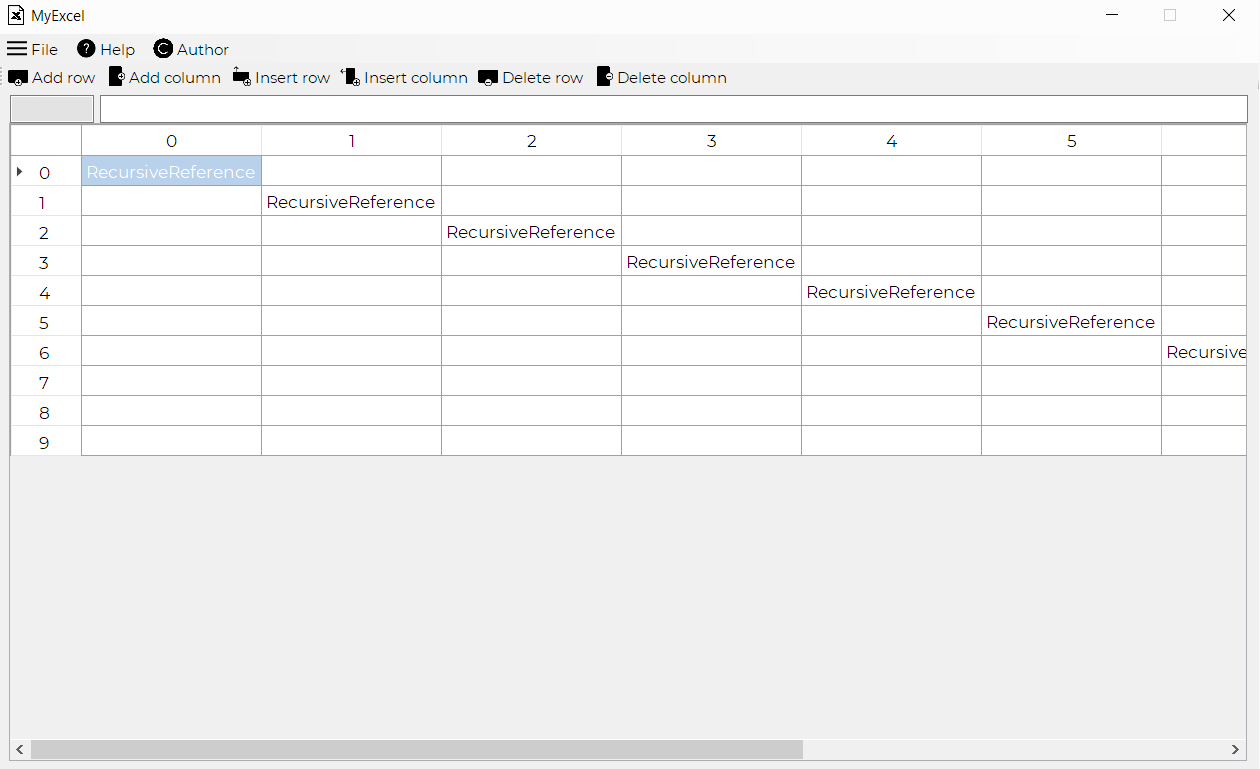 MyExcel
File Help Author
Add row Add column Insert row Insert column Delete row Delete column
0 1 2 3 4 5
0 RecursiveReference
1 RecursiveReference
2 RecursiveReference
3 RecursiveReference
4 RecursiveReference
5 RecursiveReference
6 Recursive
7
8
9